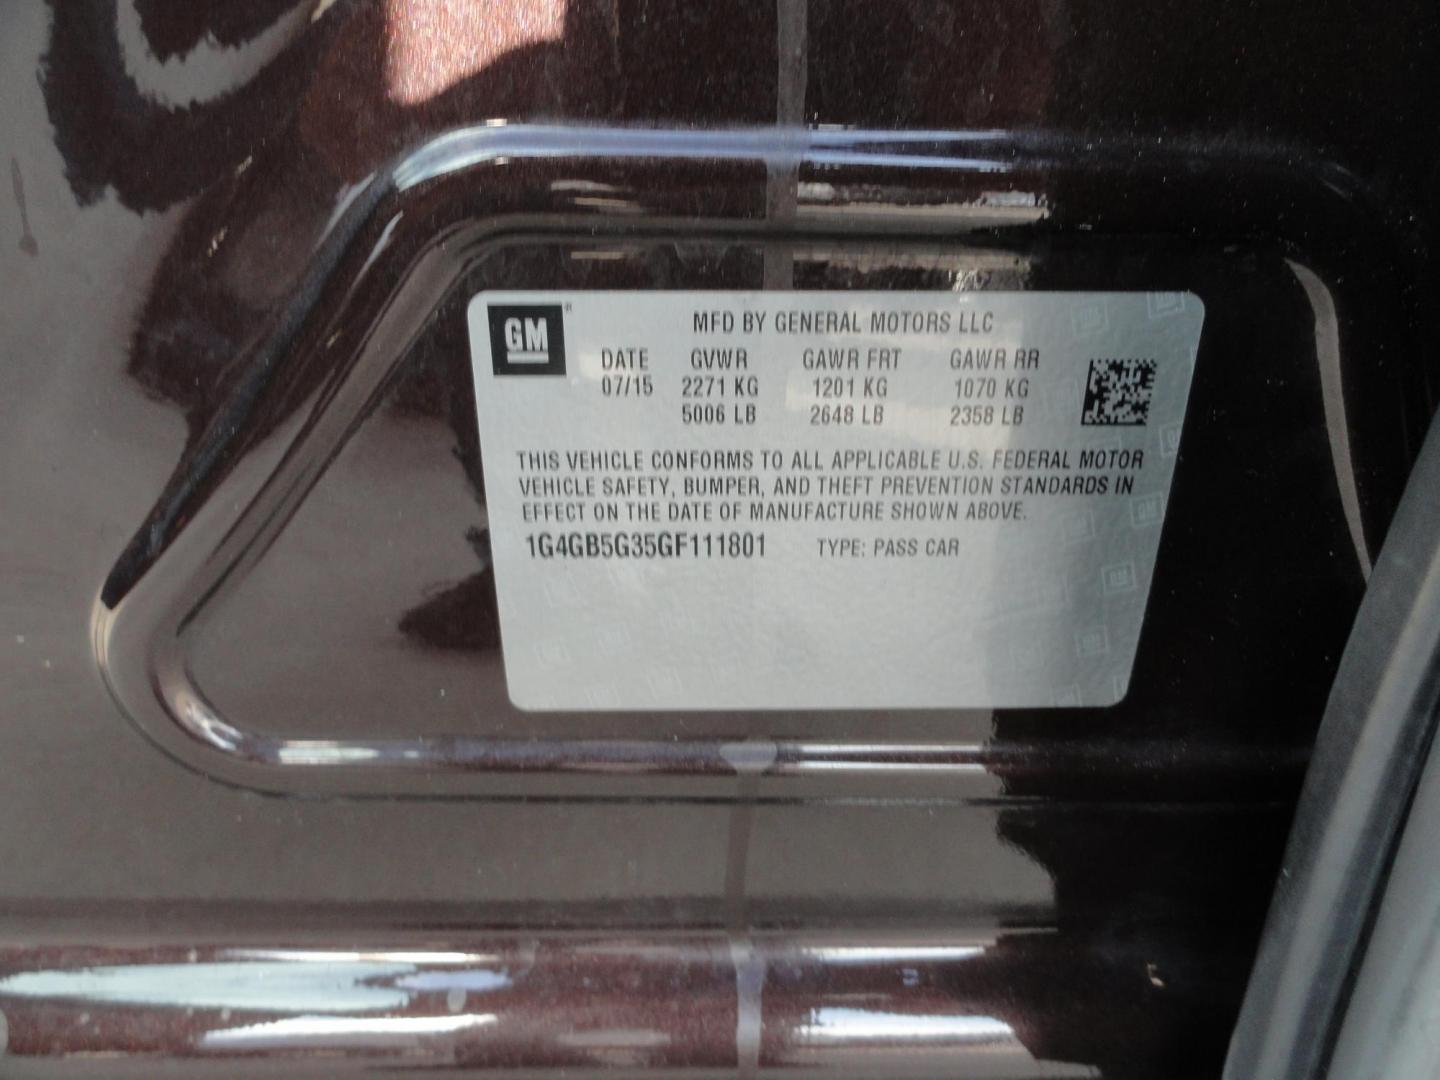 GM ®
MFD BY GENERAL MOTORS LLC
DATE GVWR GAWR FRT GAWR RR
07/15 2271 KG 1201 KG 1070 KG
5006 LB 2648 LB 2358 LB
THIS VEHICLE CONFORMS TO ALL APPLICABLE U.S. FEDERAL MOTOR
VEHICLE SAFETY, BUMPER, AND THEFT PREVENTION STANDARDS IN
EFFECT ON THE DATE OF MANUFACTURE SHOWN ABOVE.
1G4GB5G35GF111801 TYPE: PASS CAR